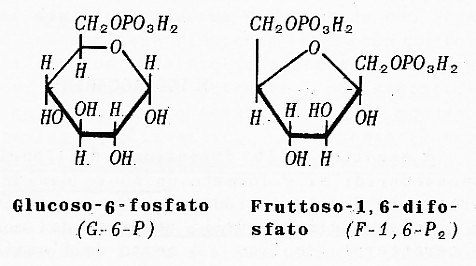 CH₂OPO₃H₂
O
H. H. H.
OH. H.
HO OH.
H. OH.
CH₂OPO₃H₂
O
CH₂OPO₃H₂
H. HO
H OH
OH. H
Glucoso-6-fosfato
(G-6-P)
Fruttoso-1,6-difo-
sfato (F-1,6-P₂)